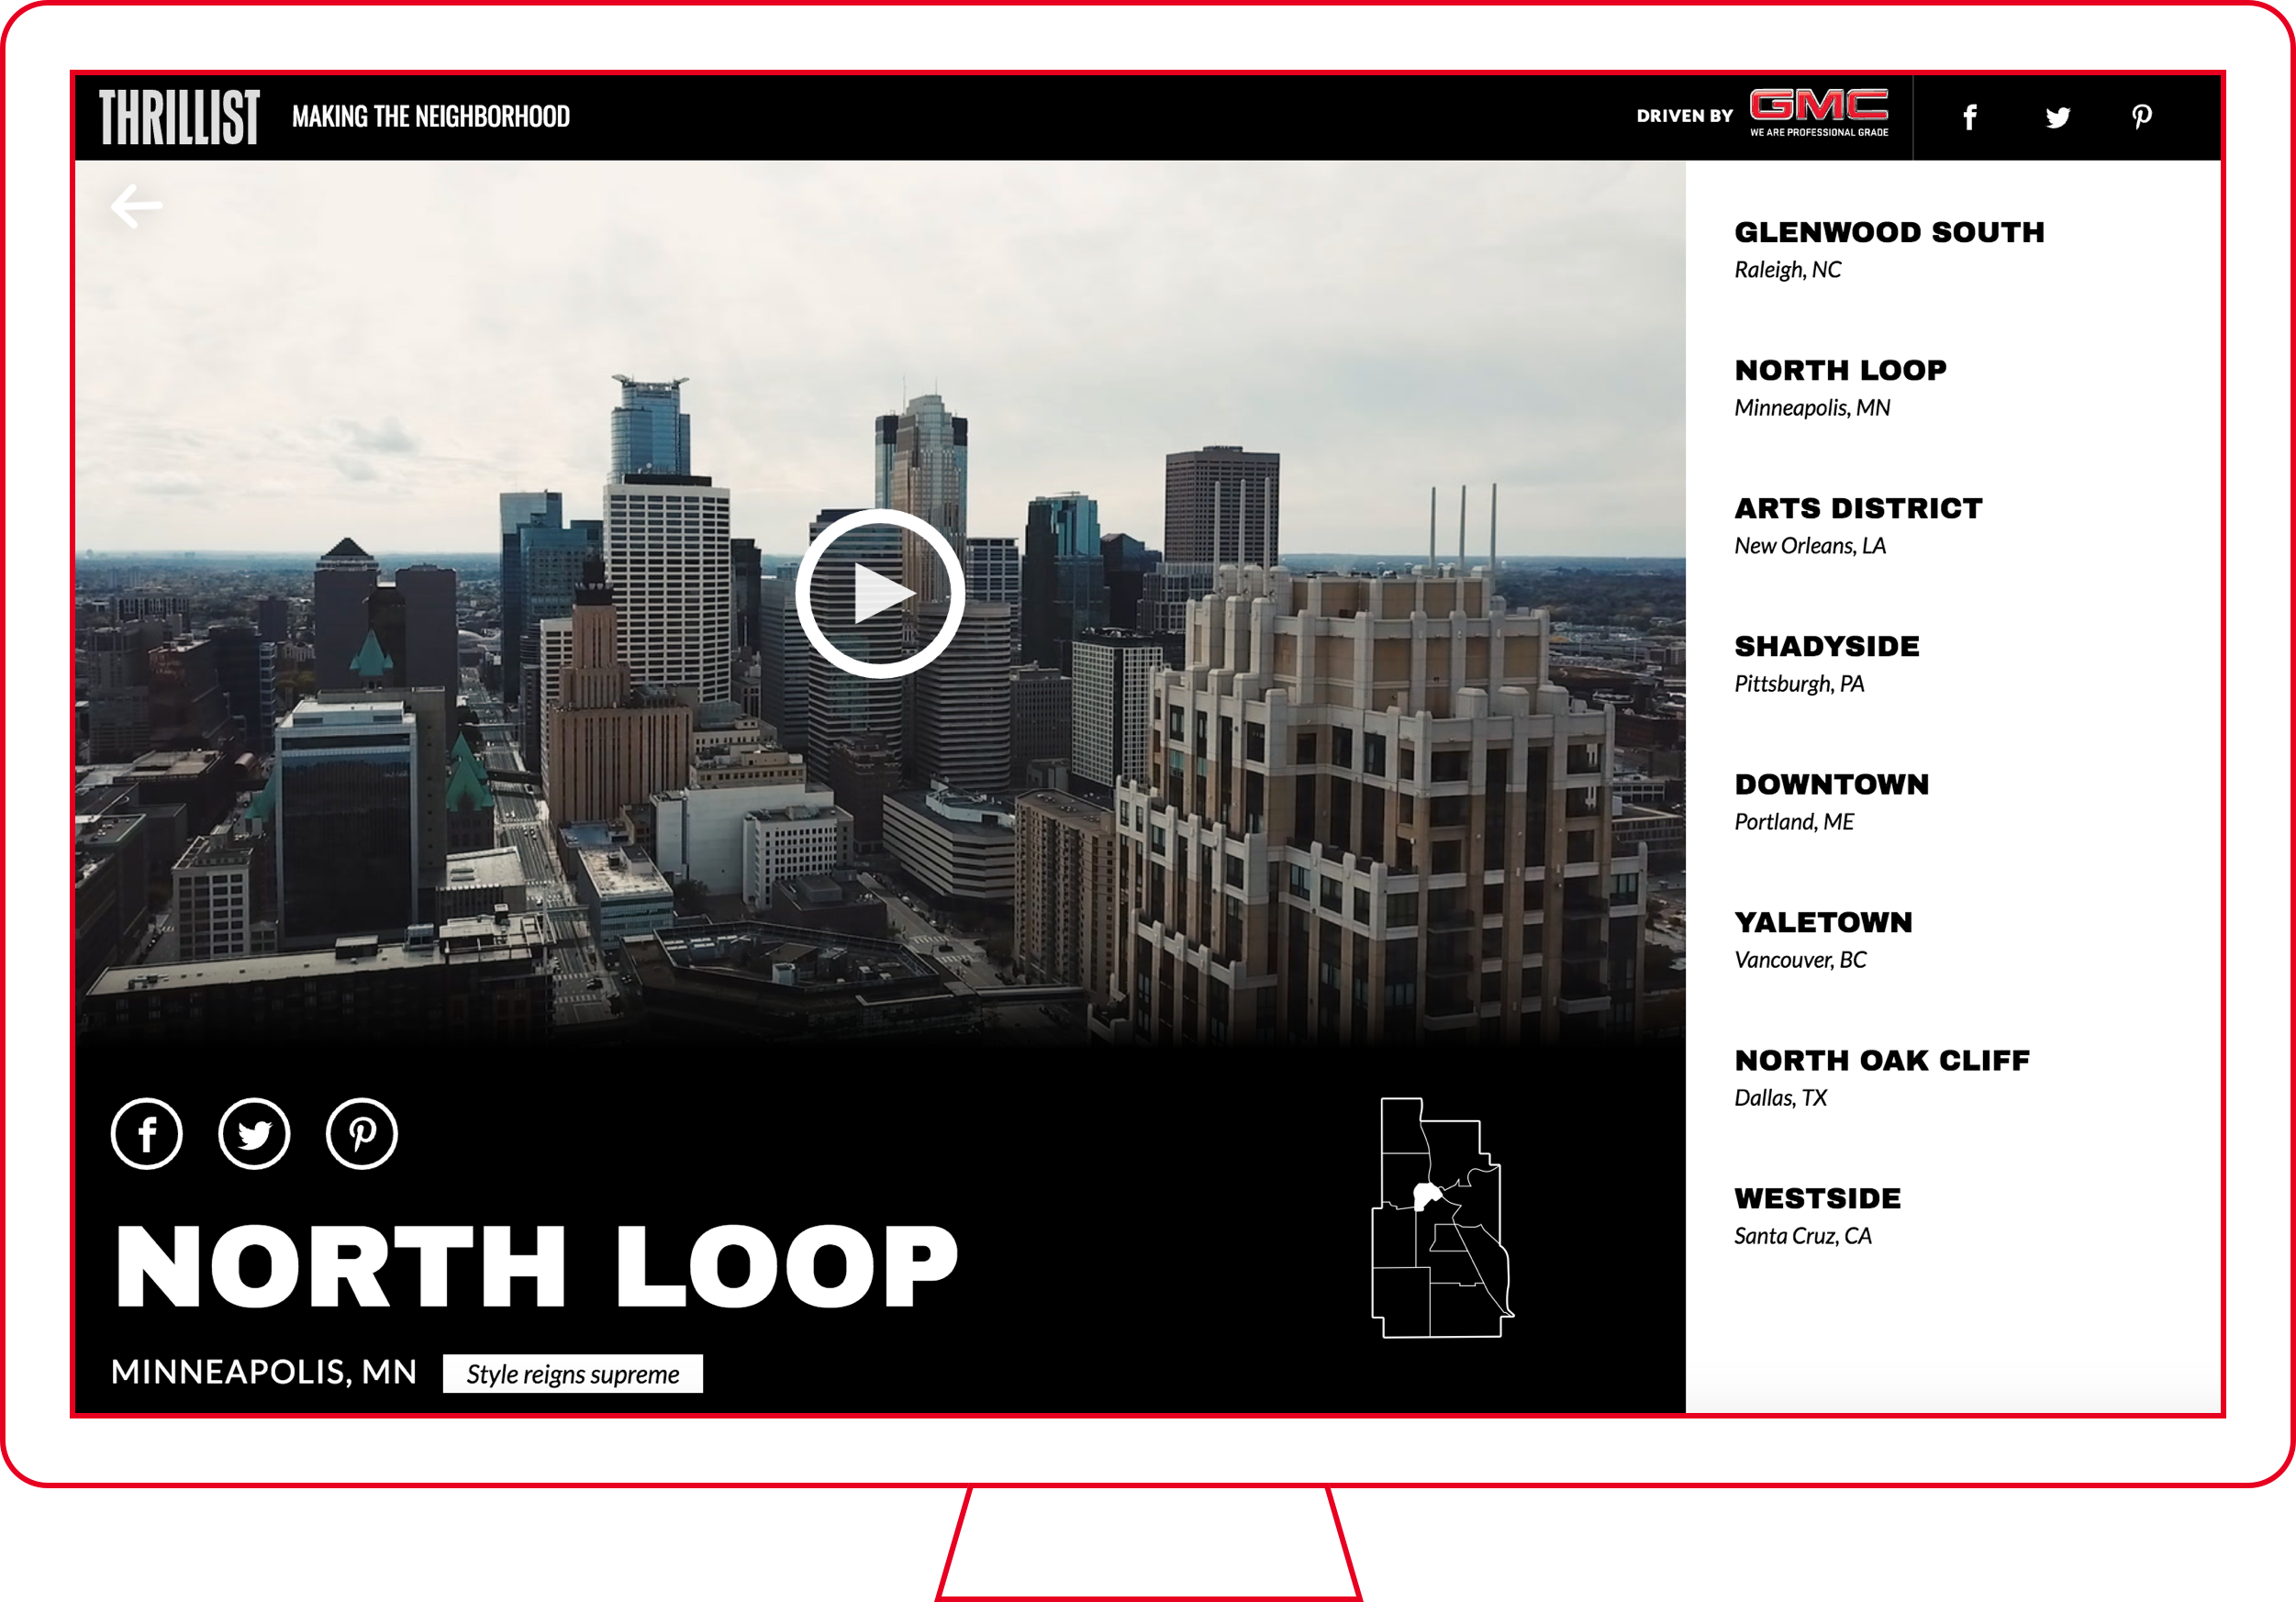 THRILLIST
MAKING THE NEIGHBORHOOD
DRIVEN BY
GMC
WE ARE PROFESSIONAL GRADE
GLENWOOD SOUTH
Raleigh, NC
NORTH LOOP
Minneapolis, MN
ARTS DISTRICT
New Orleans, LA
SHADYSIDE
Pittsburgh, PA
DOWNTOWN
Portland, ME
YALETOWN
Vancouver, BC
NORTH OAK CLIFF
Dallas, TX
WESTSIDE
Santa Cruz, CA
NORTH LOOP
MINNEAPOLIS, MN
Style reigns supreme